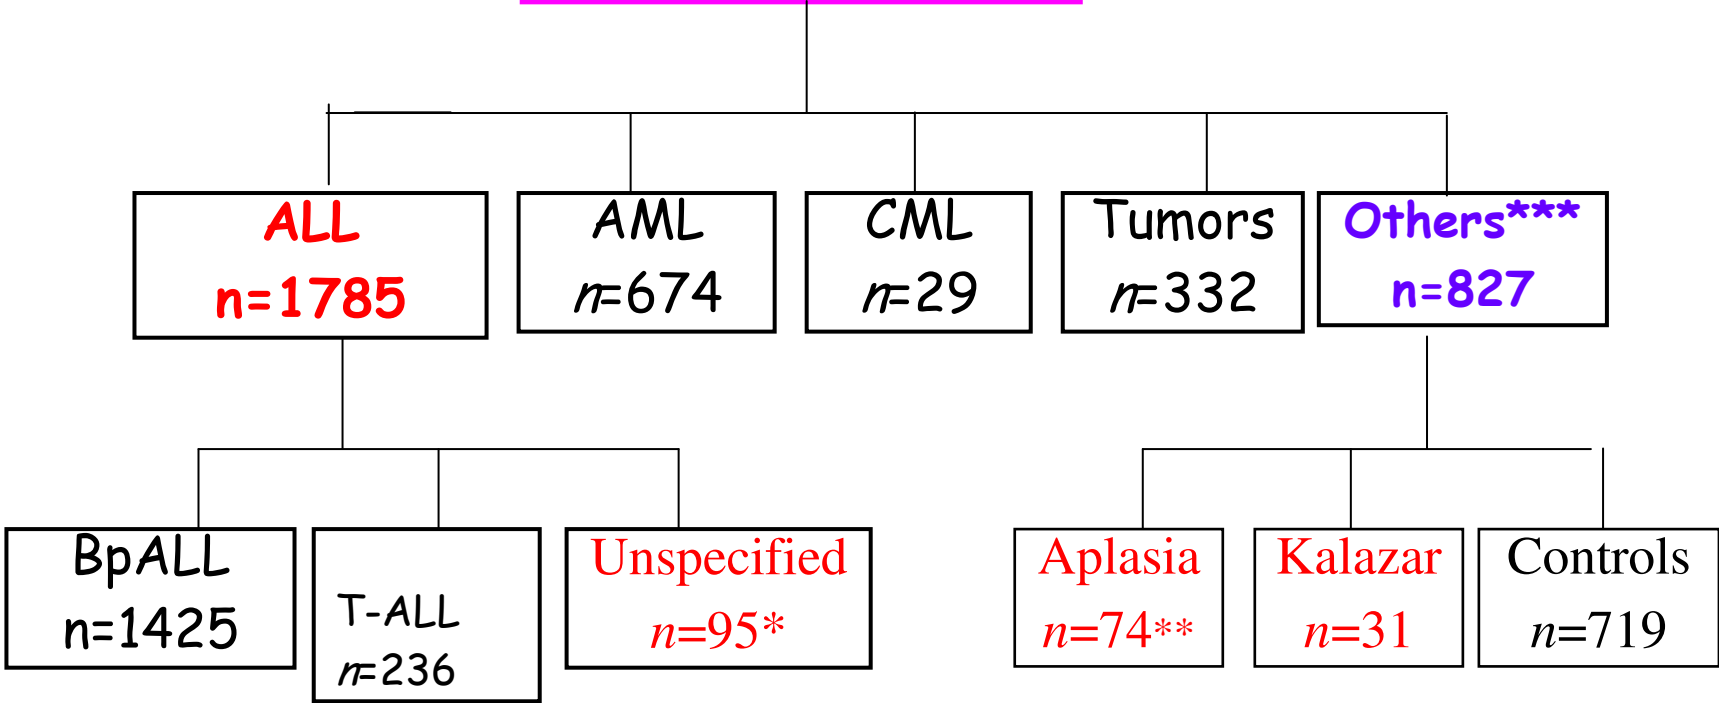 ALL
n=1785
AML
n=674
CML
n=29
Tumors
n=332
Others***
n=827
BpALL
n=1425
T-ALL
n=236
Unspecified
n=95*
Aplasia
n=74**
Kalazar
n=31
Controls
n=719